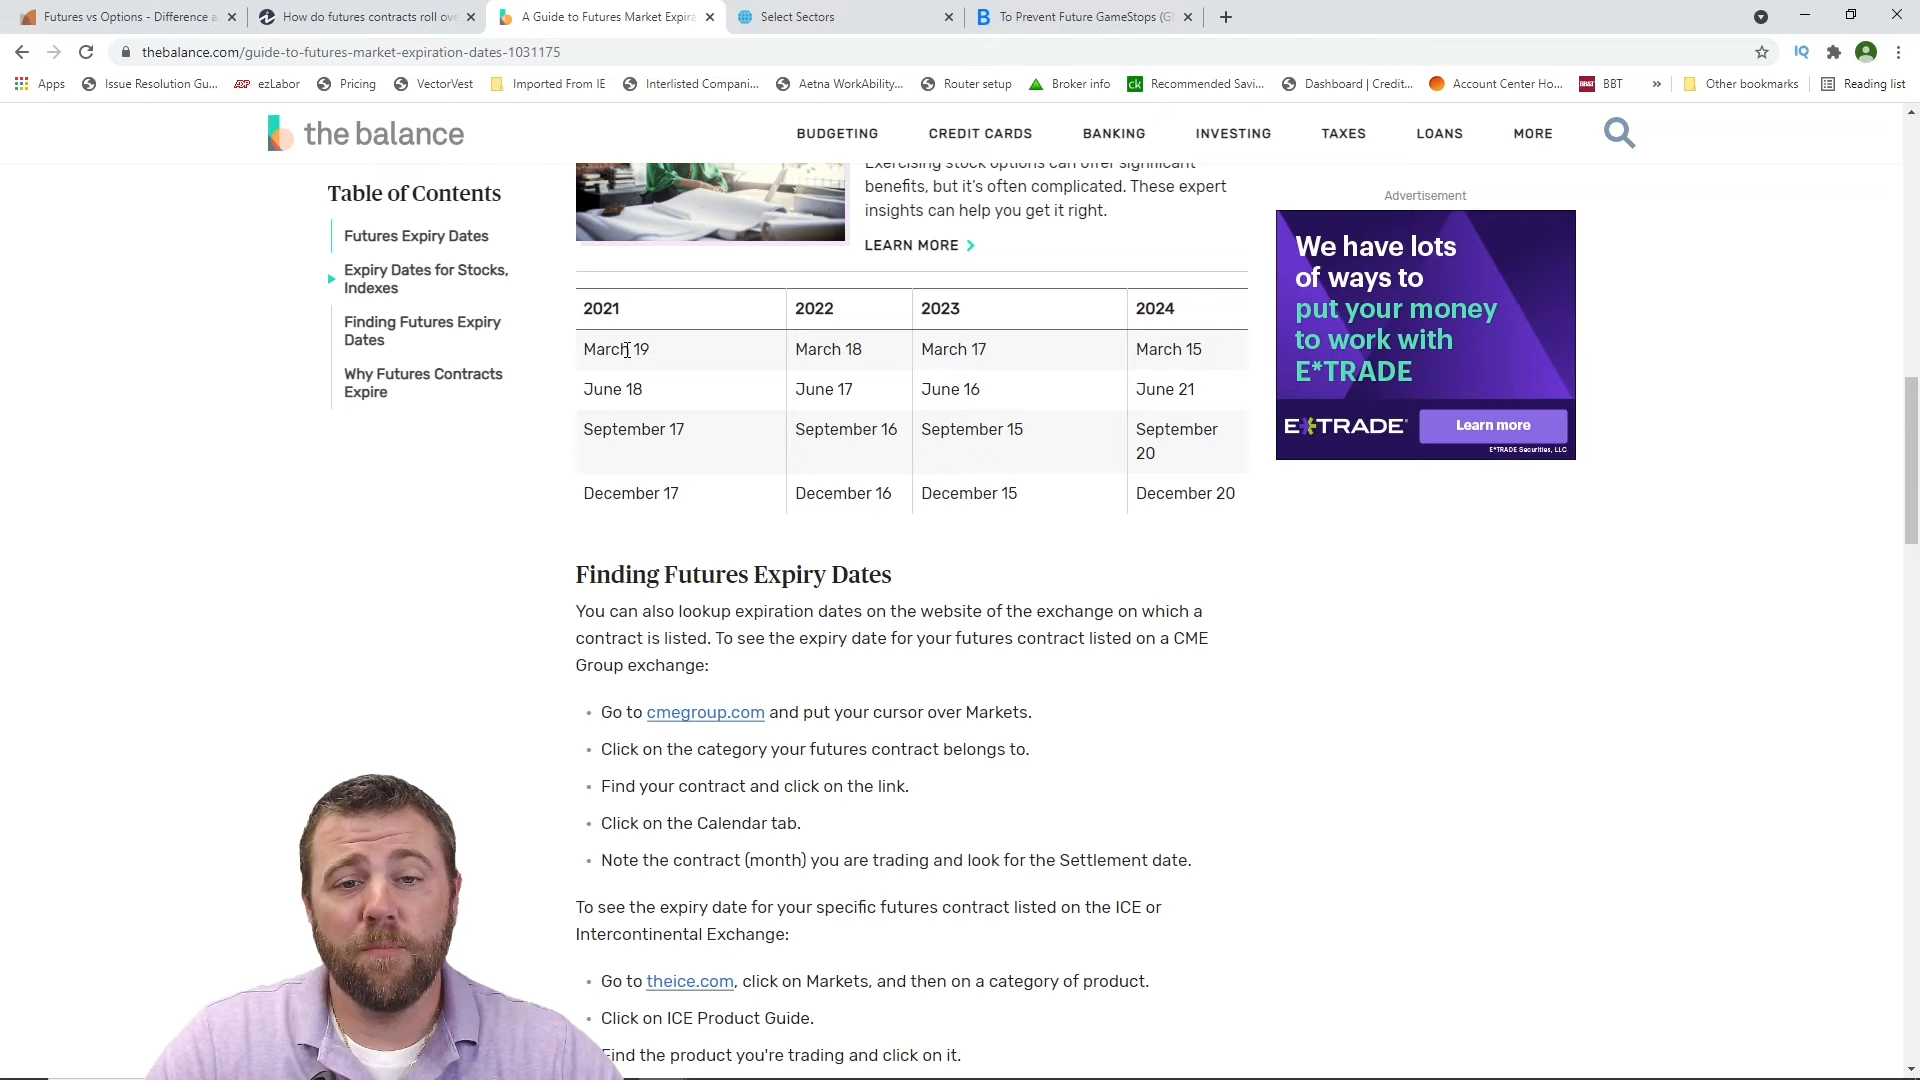 Futures vs Options - Difference a
How do futures contracts roll ove
A Guide to Futures Market Expira
Select Sectors
To Prevent Future GameStops (G
thebalance.com/guide-to-futures-market-expiration-dates-1031175
IQ
Apps
Issue Resolution Gu...
ADP
ezLabor
Pricing
VectorVest
Imported From IE
Interlisted Compani...
Aetna WorkAbility...
Router setup
Broker info
ck
Recommended Savi...
Dashboard | Credit...
Account Center Ho...
BB&T
BBT
»
Other bookmarks
Reading list
the balance
BUDGETING
CREDIT CARDS
BANKING
INVESTING
TAXES
LOANS
MORE
Table of Contents
Futures Expiry Dates
Expiry Dates for Stocks,
Indexes
Finding Futures Expiry
Dates
Why Futures Contracts
Expire
Exercising stock options can offer significant
benefits, but it’s often complicated. These expert
insights can help you get it right.
LEARN MORE
2021 2022 2023 2024
March 19 March 18 March 17 March 15
June 18 June 17 June 16 June 21
September 17 September 16 September 15 September
20
December 17 December 16 December 15 December 20
Finding Futures Expiry Dates
You can also lookup expiration dates on the website of the exchange on which a
contract is listed. To see the expiry date for your futures contract listed on a CME
Group exchange:
• Go to cmegroup.com and put your cursor over Markets.
• Click on the category your futures contract belongs to.
• Find your contract and click on the link.
• Click on the Calendar tab.
• Note the contract (month) you are trading and look for the Settlement date.
To see the expiry date for your specific futures contract listed on the ICE or
Intercontinental Exchange:
• Go to theice.com, click on Markets, and then on a category of product.
Click on ICE Product Guide.
Find the product you're trading and click on it.
Advertisement
We have lots
of ways to
put your money
to work with
E*TRADE
E*TRADE
Learn more
E*TRADE Securities, LLC